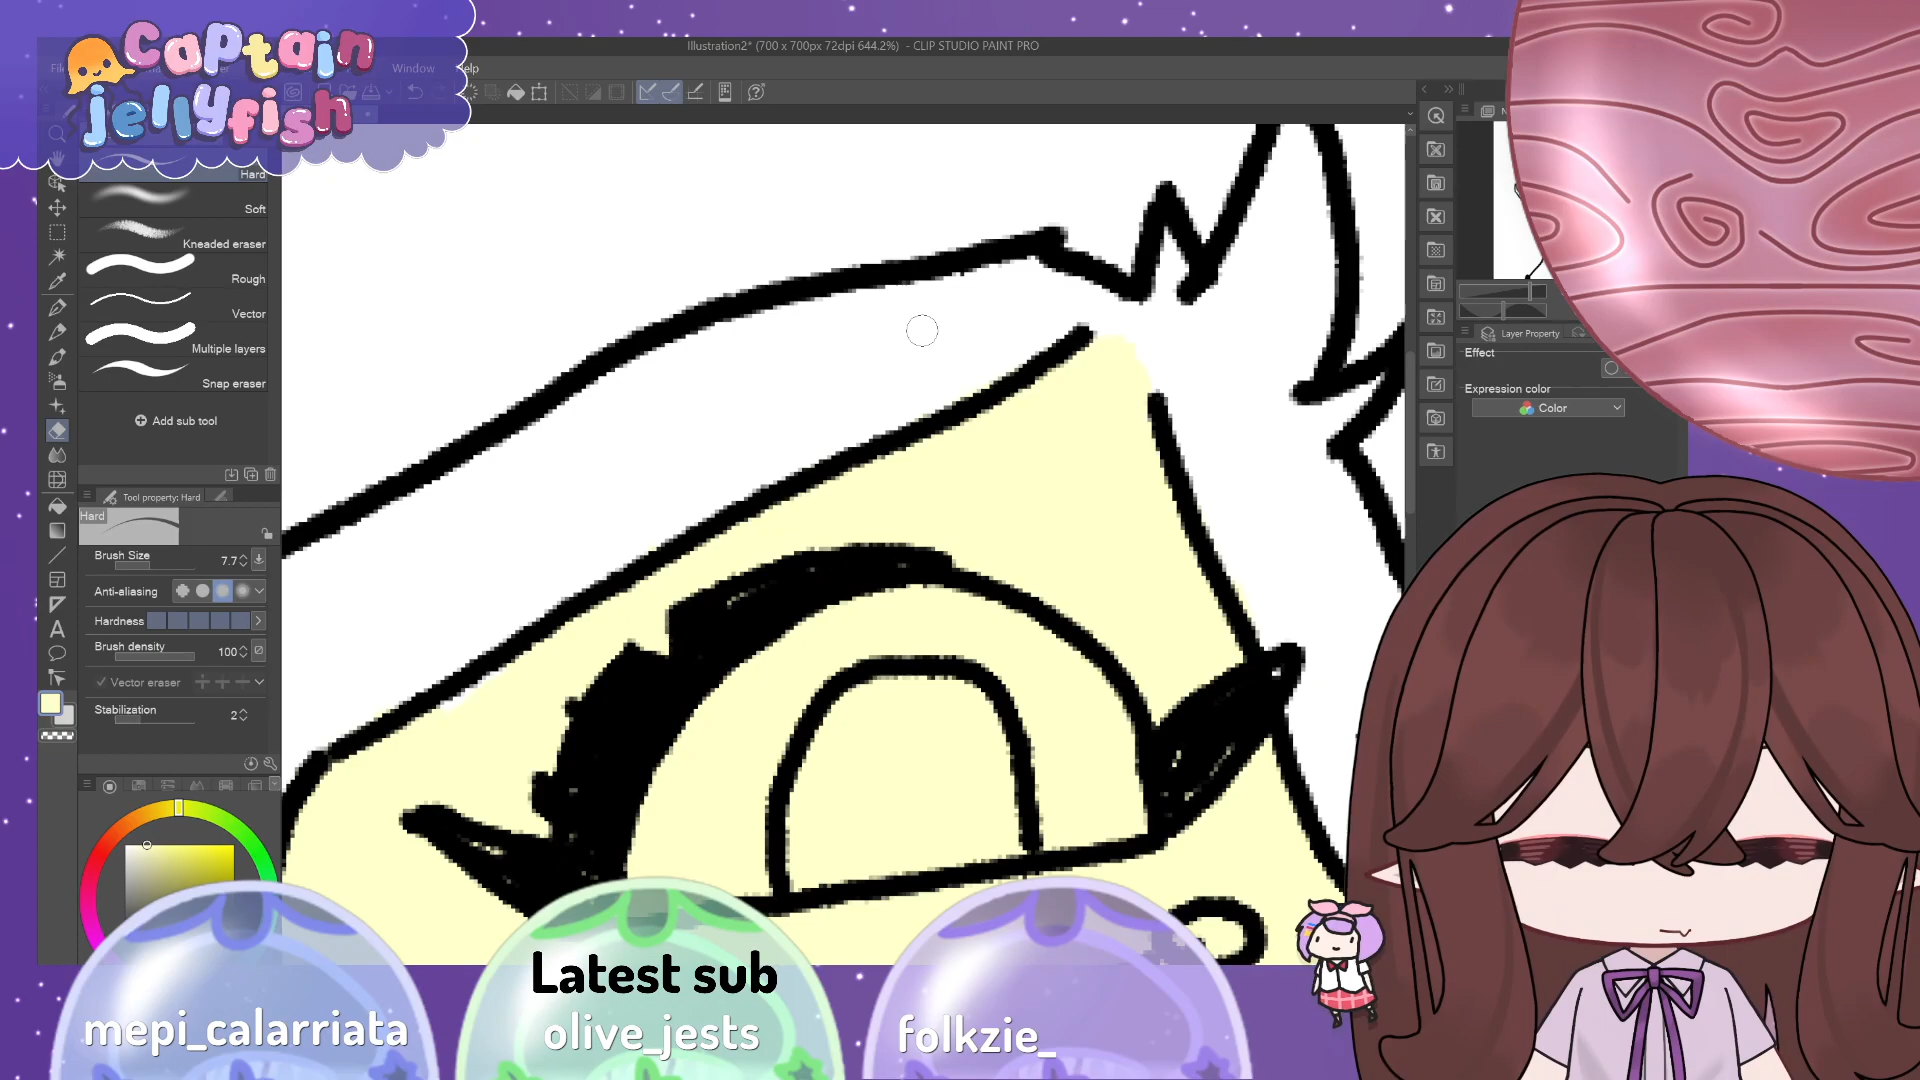 Captain
jellyfish
Illustration2* (700 x 700px 72dpi 644.2%) - CLIP STUDIO PAINT PRO
Window
Hard
Soft
Kneaded eraser
Rough
Vector
Multiple layers
Snap eraser
Add sub tool
Tool property: Hard
Hard
Brush Size
7.7
Anti-aliasing
Hardness
Brush density
100
Vector eraser
Stabilization
2
Layer Property
Effect
Expression color
Color
Latest sub
mepi_calarriata
olive_jests
folkzie_